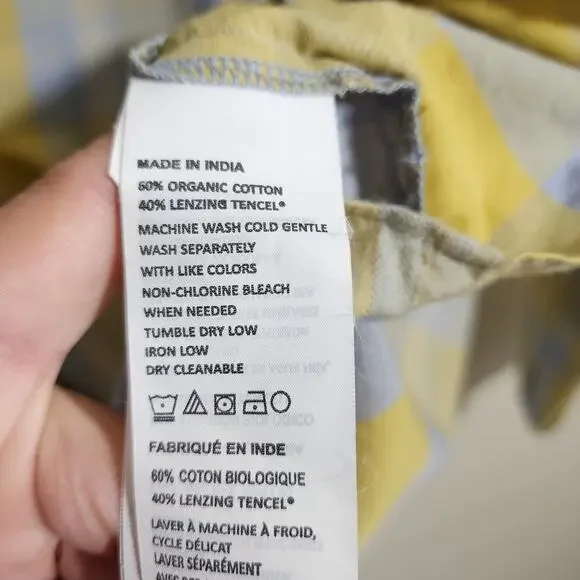 MADE IN INDIA
60% ORGANIC COTTON
40% LENZING TENCEL®
MACHINE WASH COLD GENTLE
WASH SEPARATELY
WITH LIKE COLORS
NON-CHLORINE BLEACH
WHEN NEEDED
TUMBLE DRY LOW
IRON LOW
DRY CLEANABLE
FABRIQUÉ EN INDE
60% COTON BIOLOGIQUE
40% LENZING TENCEL®
LAVER À MACHINE À FROID,
CYCLE DÉLICAT
LAVER SÉPARÉMENT